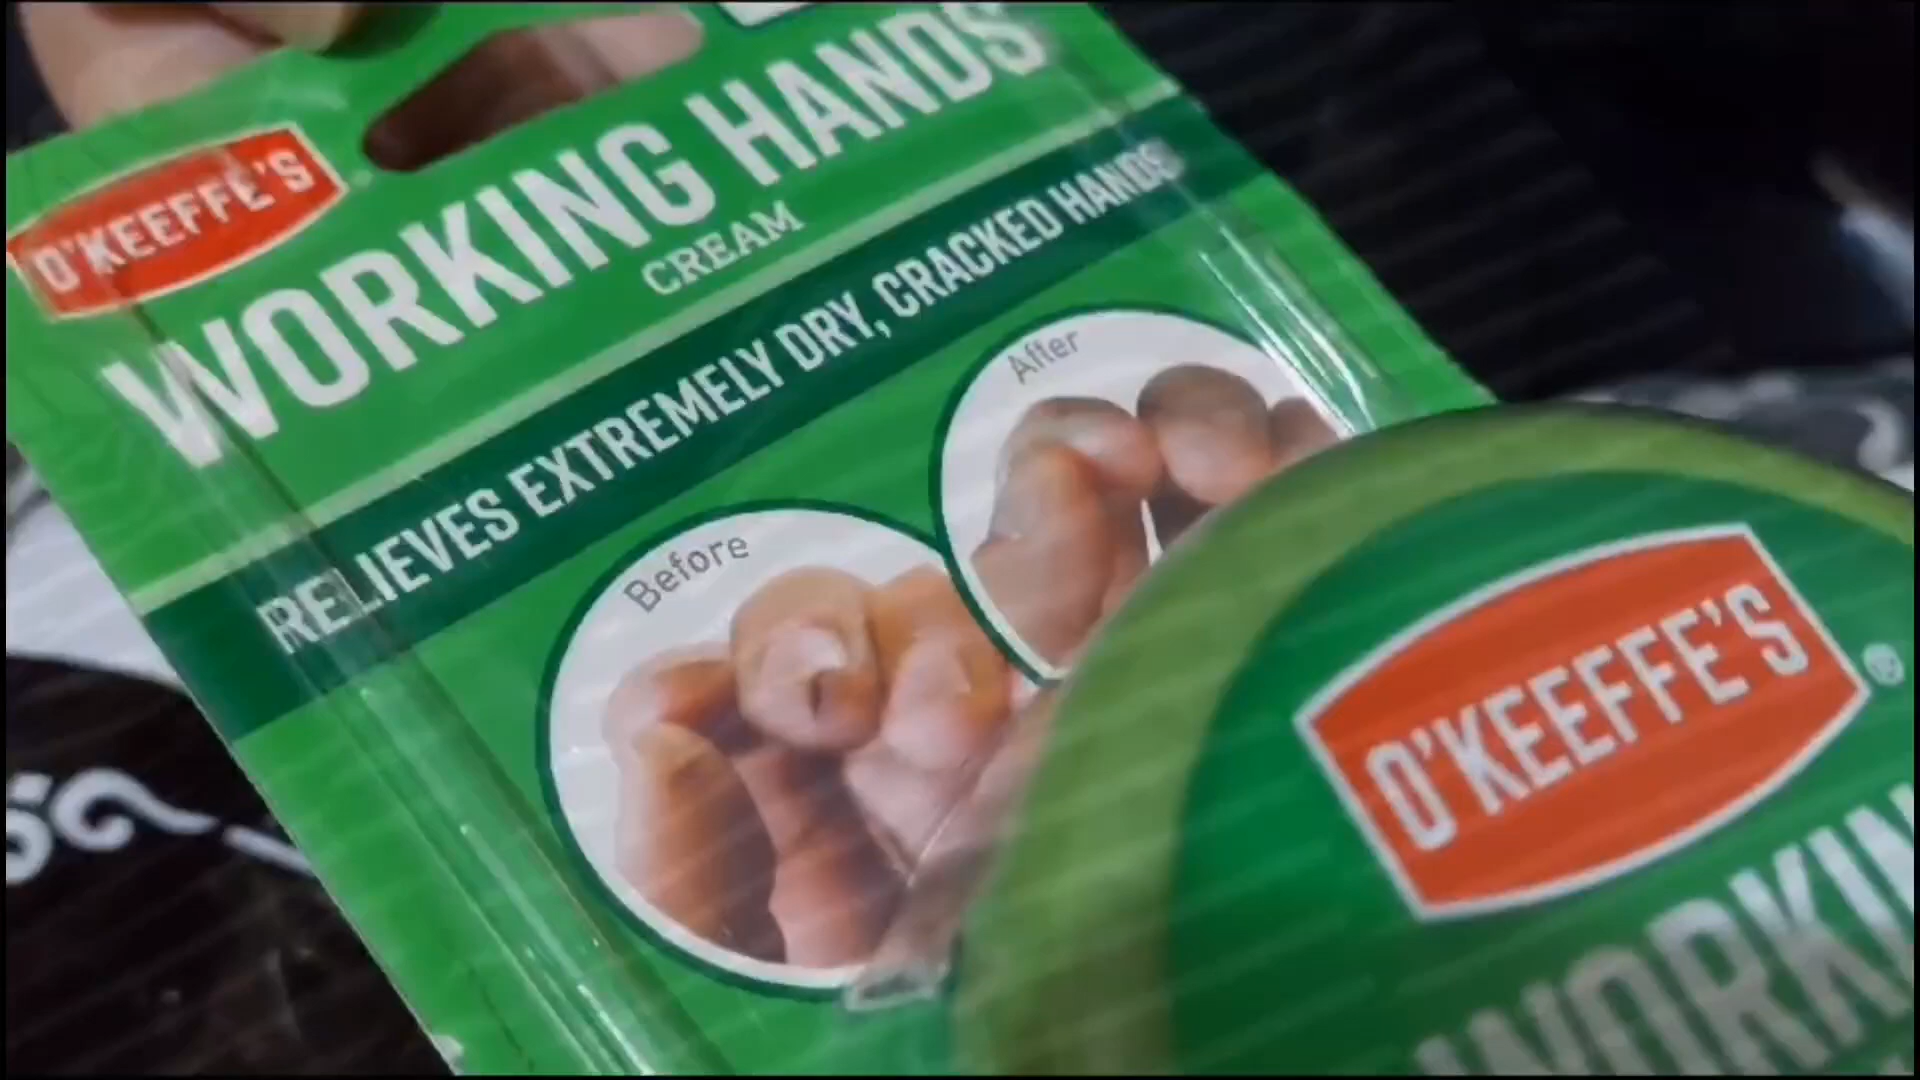 O'KEEFFE'S
WORKING HANDS
CREAM
RELIEVES EXTREMELY DRY, CRACKED HANDS
Before
After
O'KEEFFE'S®